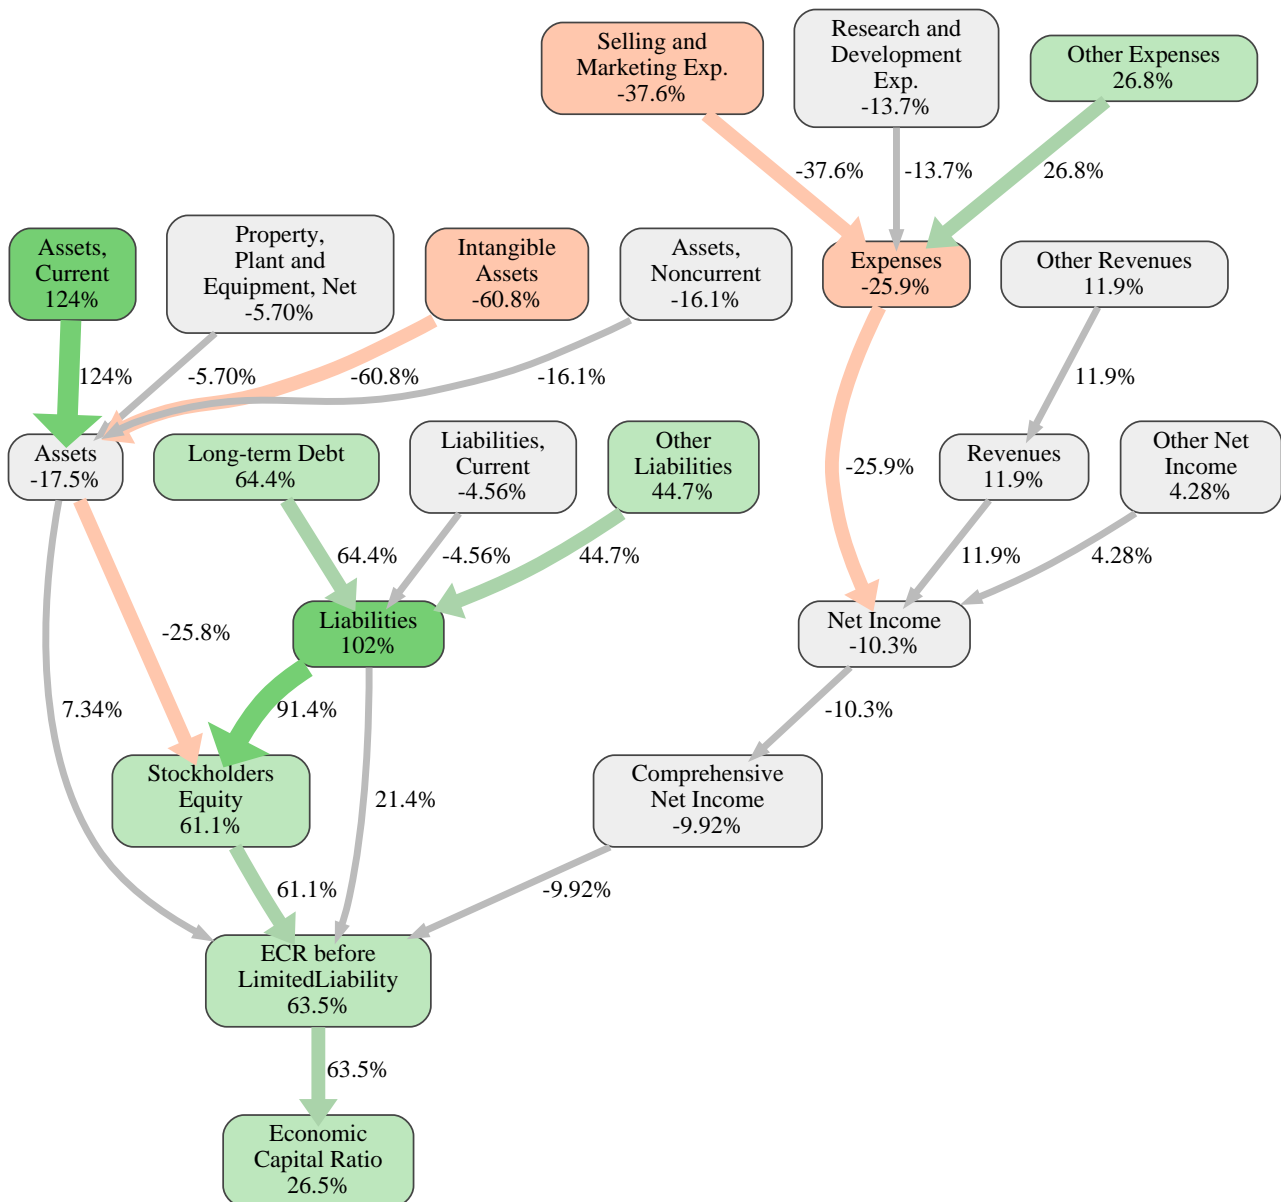 Selling and
Marketing Exp.
-37.6%
Research and
Development
Exp.
-13.7%
Other Expenses
26.8%
-37.6%
-13.7%
26.8%
Assets,
Current
124%
Property,
Plant and
Equipment, Net
-5.70%
Intangible
Assets
-60.8%
Assets,
Noncurrent
-16.1%
Expenses
-25.9%
Other Revenues
11.9%
124%
-5.70%
-60.8%
-16.1%
11.9%
Assets
-17.5%
Long-term Debt
64.4%
Liabilities,
Current
-4.56%
Other
Liabilities
44.7%
-25.9%
Revenues
11.9%
Other Net
Income
4.28%
64.4%
-4.56%
44.7%
11.9%
4.28%
-25.8%
Liabilities
102%
Net Income
-10.3%
7.34%
91.4%
-10.3%
Stockholders
Equity
61.1%
21.4%
Comprehensive
Net Income
-9.92%
61.1%
-9.92%
ECR before
LimitedLiability
63.5%
63.5%
Economic
Capital Ratio
26.5%